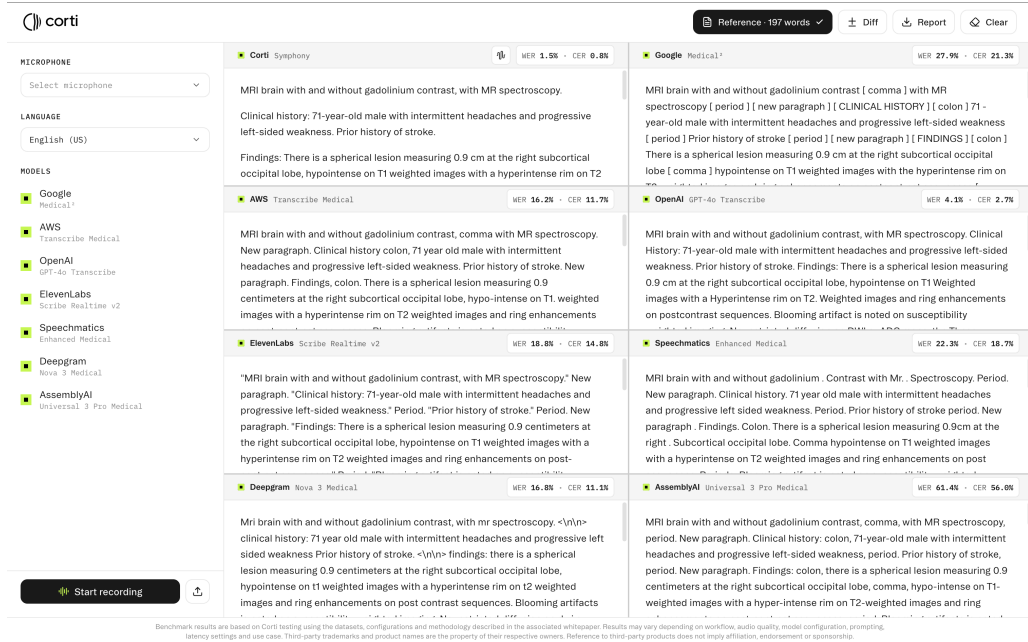 corti
Reference · 197 words
Diff
Report
Clear
MICROPHONE
Select microphone
LANGUAGE
English (US)
MODELS
Google
Medical²
AWS
Transcribe Medical
OpenAI
GPT-4o Transcribe
ElevenLabs
Scribe Realtime v2
Speechmatics
Enhanced Medical
Deepgram
Nova 3 Medical
AssemblyAI
Universal 3 Pro Medical
Start recording
Corti Symphony
WER 1.5% · CER 0.8%
MRI brain with and without gadolinium contrast, with MR spectroscopy.
Clinical history: 71-year-old male with intermittent headaches and progressive
left-sided weakness. Prior history of stroke.
Findings: There is a spherical lesion measuring 0.9 cm at the right subcortical
occipital lobe, hypointense on T1 weighted images with a hyperintense rim on T2
Google Medical²
WER 27.9% · CER 21.3%
MRI brain with and without gadolinium contrast [ comma ] with MR
spectroscopy [ period ] [ new paragraph ] [ CLINICAL HISTORY ] [ colon ] 71 -
year-old male with intermittent headaches and progressive left-sided weakness
[ period ] Prior history of stroke [ period ] [ new paragraph ] [ FINDINGS ] [ colon ]
There is a spherical lesion measuring 0.9 cm at the right subcortical occipital
lobe [ comma ] hypointense on T1 weighted images with the hyperintense rim on
AWS Transcribe Medical
WER 16.2% · CER 11.7%
MRI brain with and without gadolinium contrast, comma with MR spectroscopy.
New paragraph. Clinical history colon, 71 year old male with intermittent
headaches and progressive left-sided weakness. Prior history of stroke. New
paragraph. Findings, colon. There is a spherical lesion measuring 0.9
centimeters at the right subcortical occipital lobe, hypo-intense on T1. weighted
images with a hyperintense rim on T2 weighted images and ring enhancements
OpenAI GPT-4o Transcribe
WER 4.1% · CER 2.7%
MRI brain with and without gadolinium contrast, with MR spectroscopy. Clinical
History: 71-year-old male with intermittent headaches and progressive left-sided
weakness. Prior history of stroke. Findings: There is a spherical lesion measuring
0.9 cm at the right subcortical occipital lobe, hypointense on T1 Weighted
images with a Hyperintense rim on T2. Weighted images and ring enhancements
on postcontrast sequences. Blooming artifact is noted on susceptibility
ElevenLabs Scribe Realtime v2
WER 18.8% · CER 14.8%
"MRI brain with and without gadolinium contrast, with MR spectroscopy." New
paragraph. "Clinical history: 71-year-old male with intermittent headaches and
progressive left-sided weakness." Period. "Prior history of stroke." Period. New
paragraph. "Findings: There is a spherical lesion measuring 0.9 centimeters at
the right subcortical occipital lobe, hypointense on T1 weighted images with a
hyperintense rim on T2 weighted images and ring enhancements on post-
Speechmatics Enhanced Medical
WER 22.3% · CER 18.7%
MRI brain with and without gadolinium . Contrast with Mr. . Spectroscopy. Period.
New paragraph. Clinical history. 71 year old male with intermittent headaches
and progressive left-sided weakness. Period. Prior history of stroke period. New
paragraph . Findings. Colon. There is a spherical lesion measuring 0.9cm at the
right . Subcortical occipital lobe. Comma hypointense on T1 weighted images
with a hyperintense rim on T2 weighted images and ring enhancements on post
Deepgram Nova 3 Medical
WER 16.8% · CER 11.1%
Mri brain with and without gadolinium contrast, with mr spectroscopy. <\n\n>
clinical history: 71 year old male with intermittent headaches and progressive left
sided weakness Prior history of stroke. <\n\n> findings: there is a spherical
lesion measuring 0.9 centimeters at the right subcortical occipital lobe,
hypointense on t1 weighted images with a hyperintense rim on t2 weighted
images and ring enhancements on post contrast sequences. Blooming artifacts
AssemblyAI Universal 3 Pro Medical
WER 61.4% · CER 56.0%
MRI brain with and without gadolinium contrast, comma, with MR spectroscopy,
period. New paragraph. Clinical history: colon, 71-year-old male with intermittent
headaches and progressive left-sided weakness, period. Prior history of stroke,
period. New paragraph. Findings: colon, there is a spherical lesion measuring 0.9
centimeters at the right subcortical occipital lobe, comma, hypo-intense on T1-
weighted images with a hyper-intense rim on T2-weighted images and ring
Benchmark results are based on Corti testing using the datasets, configurations and methodology described in the associated whitepaper. Results may vary depending on workflow, audio quality, model configuration, prompting,
latency settings and use case. Third-party trademarks and product names are the property of their respective owners. Reference to third-party products does not imply affiliation, endorsement or sponsorship.